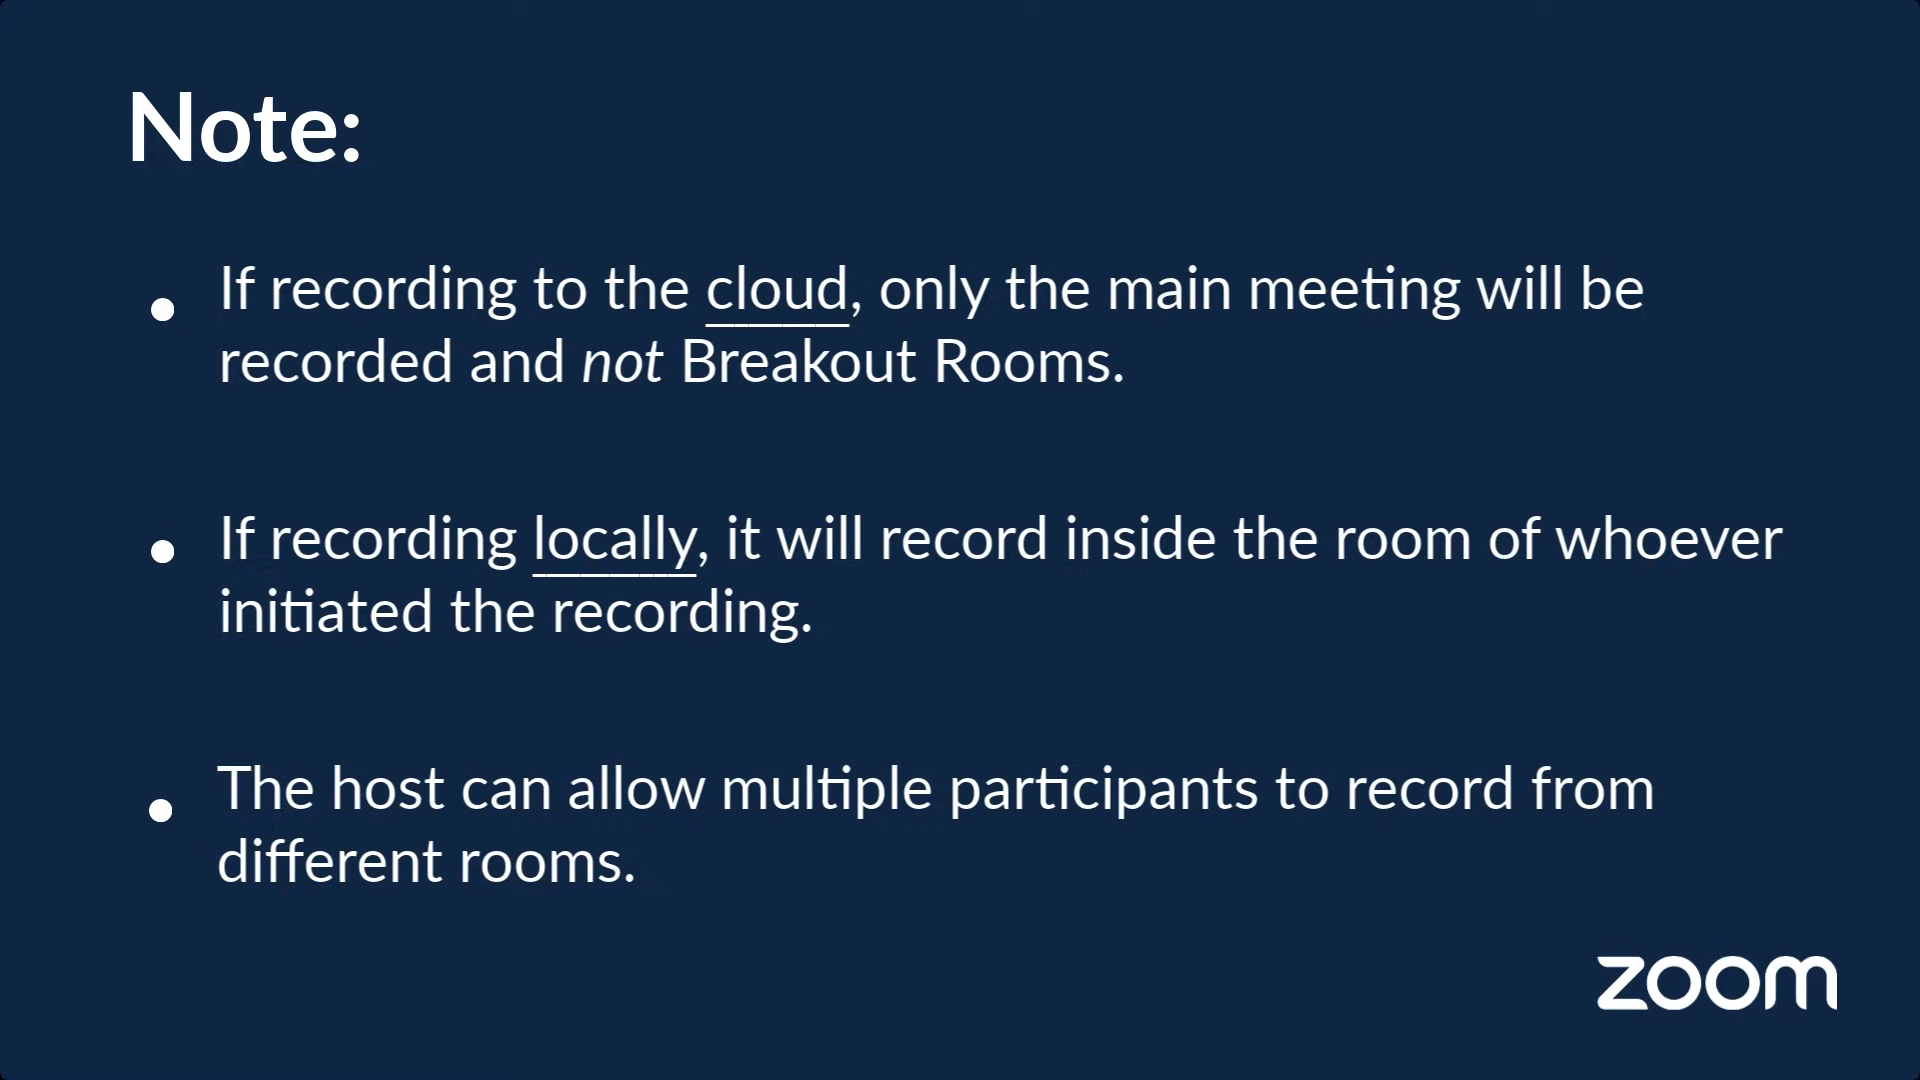 Note:
If recording to the cloud, only the main meeting will be
recorded and not Breakout Rooms.
If recording locally, it will record inside the room of whoever
initiated the recording.
The host can allow multiple participants to record from
different rooms.
zoom